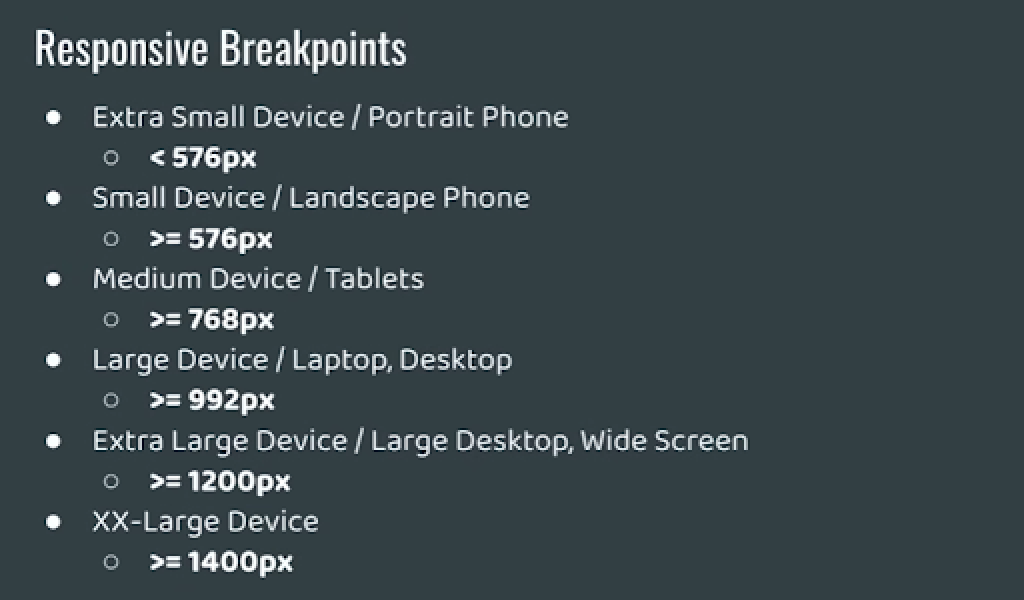 Responsive Breakpoints
● Extra Small Device / Portrait Phone
○ < 576px
● Small Device / Landscape Phone
○ >= 576px
● Medium Device / Tablets
○ >= 768px
● Large Device / Laptop, Desktop
○ >= 992px
● Extra Large Device / Large Desktop, Wide Screen
○ >= 1200px
● XX-Large Device
○ >= 1400px